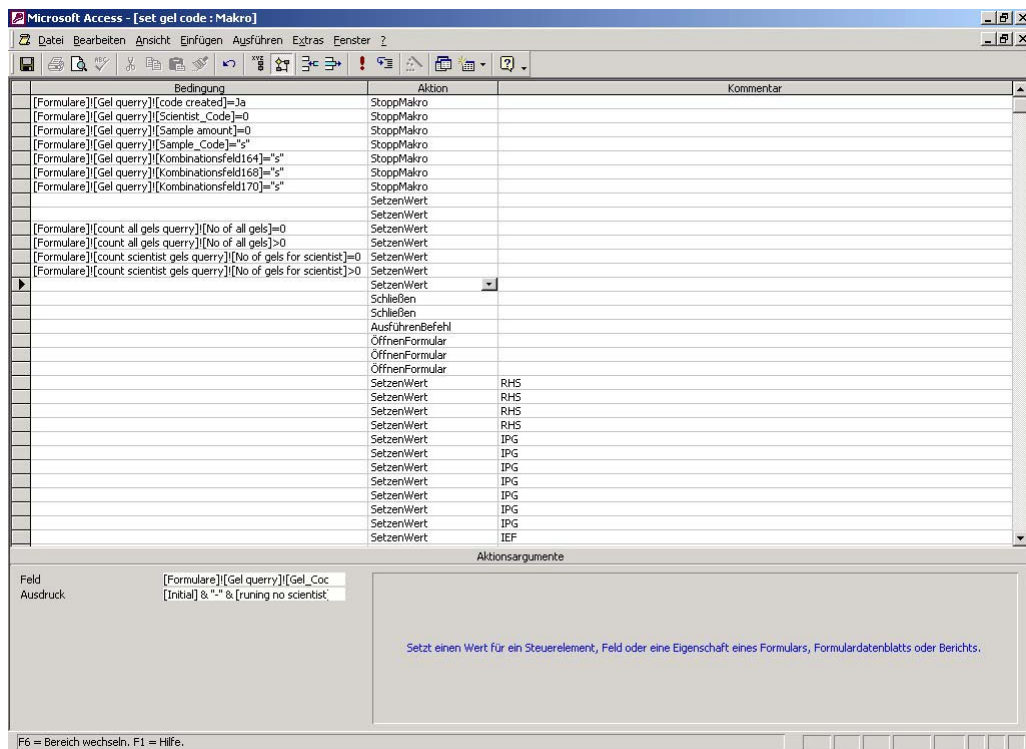 Microsoft Access - [set gel code : Makro]
Datei Bearbeiten Ansicht Einfügen Ausführen Extras Fenster ?
Bedingung Aktion Kommentar
[Formulare]![Gel querry]![code created]=Ja StoppMakro
[Formulare]![Gel querry]![Scientist_Code]=0 StoppMakro
[Formulare]![Gel querry]![Sample amount]=0 StoppMakro
[Formulare]![Gel querry]![Sample_Code]="s" StoppMakro
[Formulare]![Gel querry]![Kombinationsfeld164]="s" StoppMakro
[Formulare]![Gel querry]![Kombinationsfeld168]="s" StoppMakro
[Formulare]![Gel querry]![Kombinationsfeld170]="s" StoppMakro
SetzenWert
SetzenWert
[Formulare]![count all gels querry]![No of all gels]=0 SetzenWert
[Formulare]![count all gels querry]![No of all gels]>0 SetzenWert
[Formulare]![count scientist gels querry]![No of gels for scientist]=0 SetzenWert
[Formulare]![count scientist gels querry]![No of gels for scientist]>0 SetzenWert
SetzenWert
Schließen
Schließen
AusführenBefehl
ÖffnenFormular
ÖffnenFormular
ÖffnenFormular
SetzenWert RHS
SetzenWert RHS
SetzenWert RHS
SetzenWert RHS
SetzenWert IPG
SetzenWert IPG
SetzenWert IPG
SetzenWert IPG
SetzenWert IPG
SetzenWert IPG
SetzenWert IPG
SetzenWert IEF
Aktionsargumente
Feld [Formulare]![Gel querry]![Gel_Coc
Ausdruck [Initial] & "-" & [runing no scientist]
Setzt einen Wert für ein Steuerelement, Feld oder eine Eigenschaft eines Formulars, Formulardatenblatts oder Berichts.
F6 = Bereich wechseln. F1 = Hilfe.